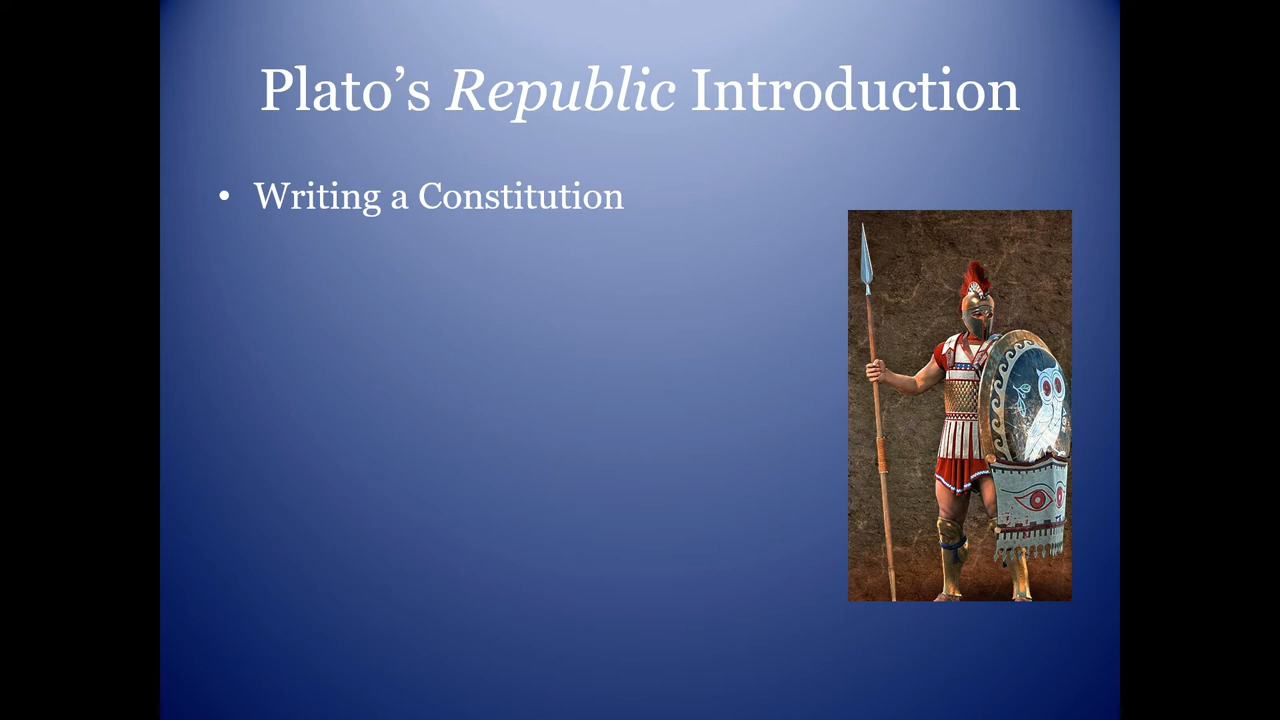 Plato’s Republic Introduction
• Writing a Constitution